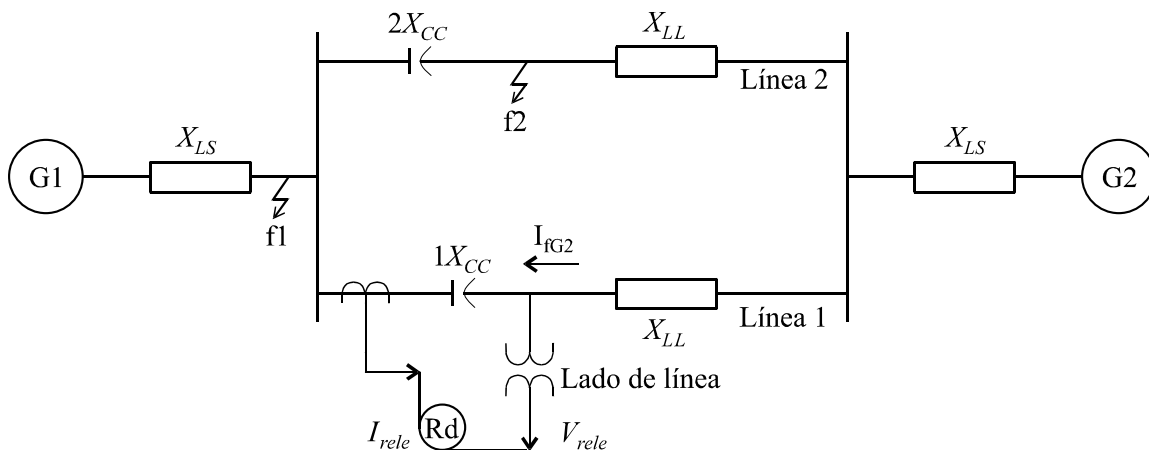 2X_CC
X_LL
Línea 2
f2
X_LS
G1
f1
X_LS
G2
I_fG2
1X_CC
X_LL
Línea 1
Lado de línea
I_rele
Rd
V_rele